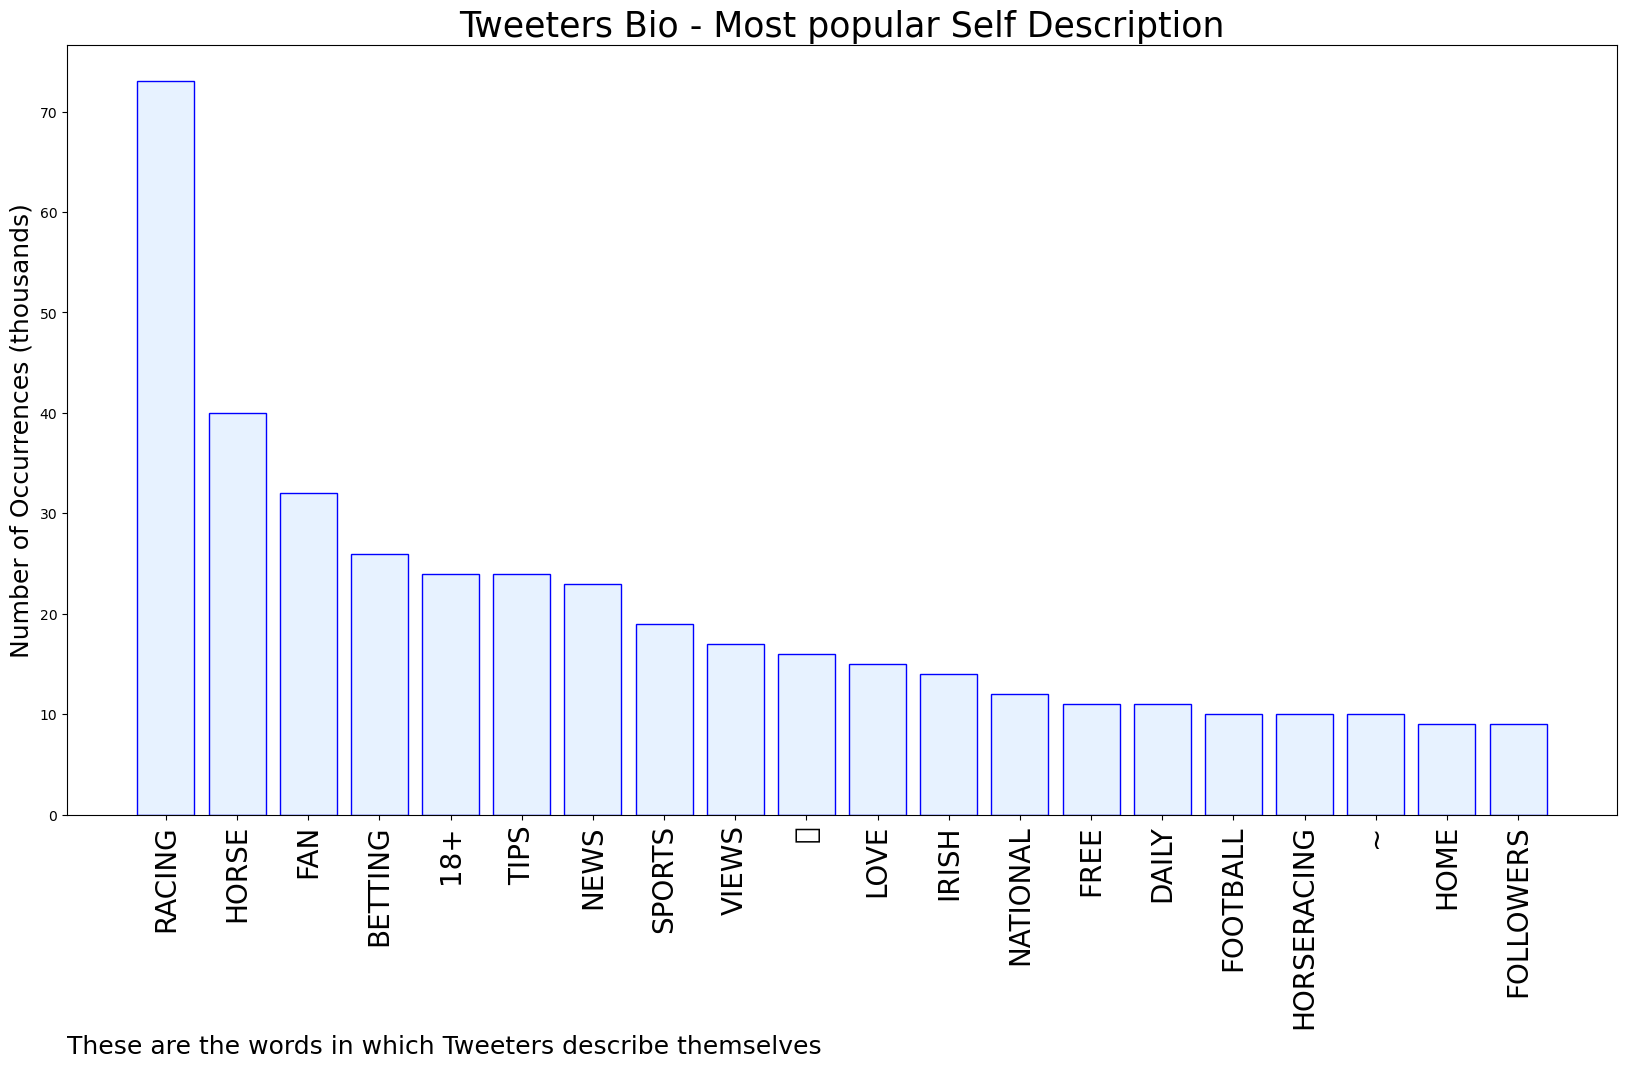 Tweeters Bio - Most popular Self Description
Number of Occurrences (thousands)
70
60
50
40
30
20
10
0
RACING
HORSE
FAN
BETTING
18+
TIPS
NEWS
SPORTS
VIEWS
LOVE
IRISH
NATIONAL
FREE
DAILY
FOOTBALL
HORSERACING
~
HOME
FOLLOWERS
These are the words in which Tweeters describe themselves